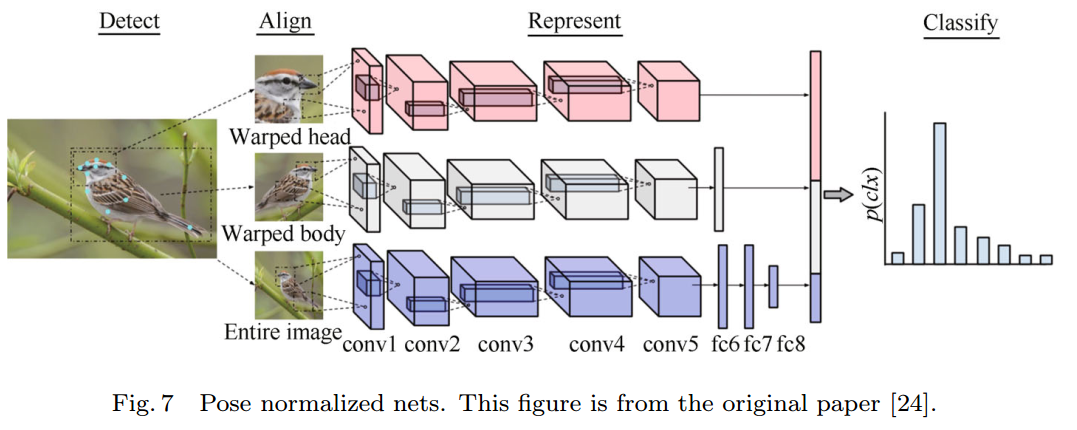 Detect
Align
Represent
Classify
Warped head
Warped body
Entire image
conv1 conv2 conv3 conv4 conv5 fc6 fc7 fc8
p(c|x)
Fig. 7 Pose normalized nets. This figure is from the original paper [24].